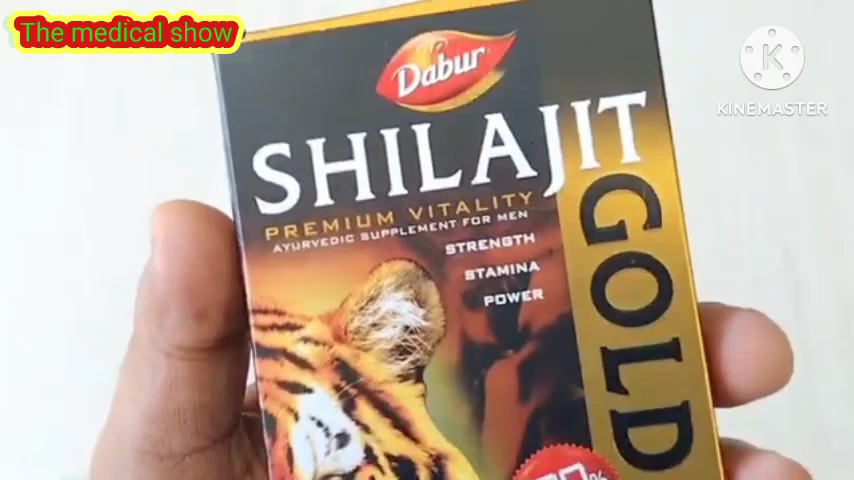 The medical show
KINEMASTER
Dabur
SHILAJIT
GOLD
PREMIUM VITALITY
AYURVEDIC SUPPLEMENT FOR MEN
STRENGTH
STAMINA
POWER